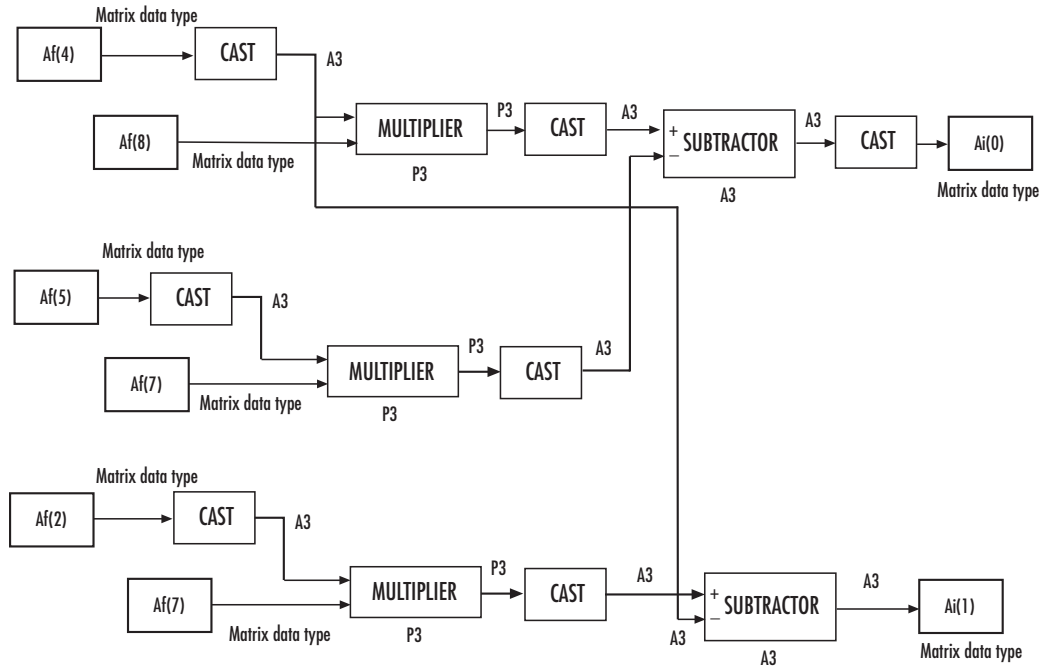 Matrix data type
Af(4)
CAST
A3
Af(8)
Matrix data type
MULTIPLIER
P3
P3
CAST
A3
+
−
SUBTRACTOR
A3
A3
CAST
Ai(0)
Matrix data type
Matrix data type
Af(5)
CAST
A3
Af(7)
Matrix data type
MULTIPLIER
P3
P3
CAST
A3
Matrix data type
Af(2)
CAST
A3
Af(7)
Matrix data type
MULTIPLIER
P3
P3
CAST
A3
+
−
A3
SUBTRACTOR
A3
A3
Ai(1)
Matrix data type